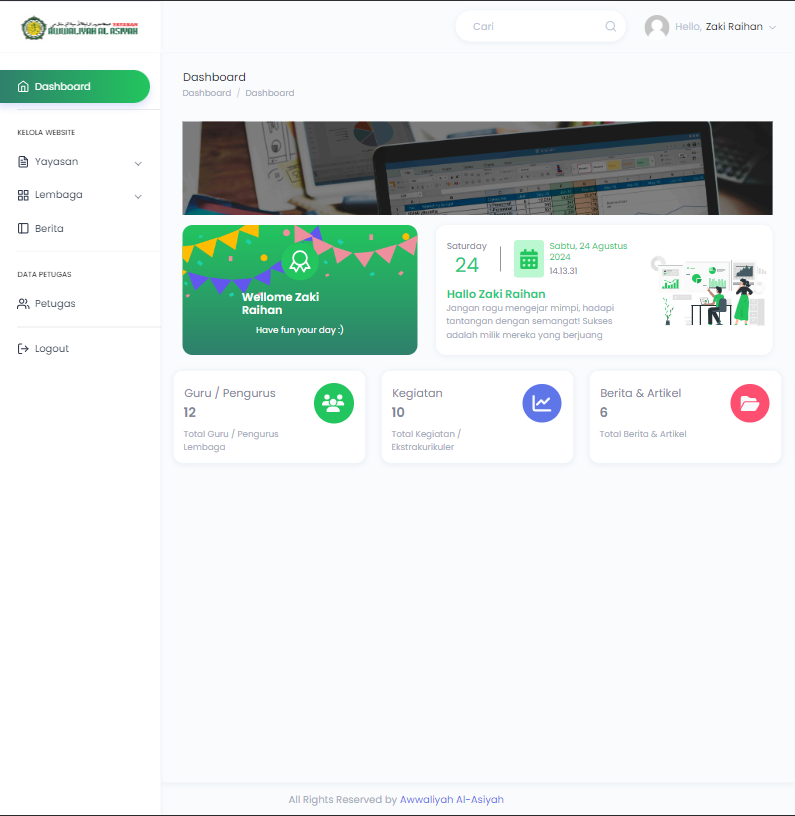 YAYASAN
AWWALIYAH AL ASIYAH
Cari
Hello, Zaki Raihan
Dashboard
Dashboard
Dashboard / Dashboard
KELOLA WEBSITE
Yayasan
Lembaga
Berita
DATA PETUGAS
Petugas
Logout
Wellcome Zaki
Raihan
Have fun your day :)
Saturday
24
Sabtu, 24 Agustus
2024
14.13.31
Hallo Zaki Raihan
Jangan ragu mengejar mimpi, hadapi
tantangan dengan semangat! Sukses
adalah milik mereka yang berjuang
Guru / Pengurus
12
Total Guru / Pengurus
Lembaga
Kegiatan
10
Total Kegiatan /
Ekstrakurikuler
Berita & Artikel
6
Total Berita & Artikel
All Rights Reserved by Awwaliyah Al-Asiyah